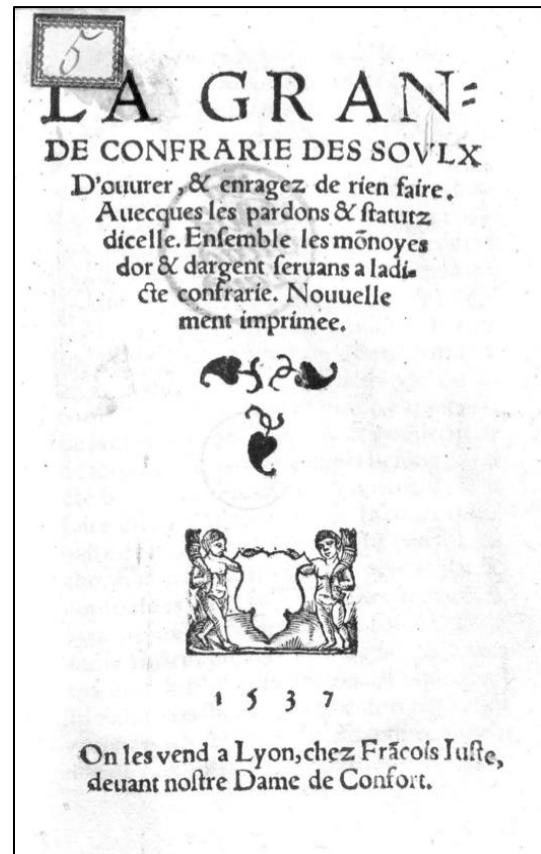 5
LA GRAN=
DE CONFRARIE DES SOVLX
D'ouurer, & enragez de rien faire.
Auecques les pardons & ſtatutz
dicelle. Enſemble les mõnoyes
dor & dargent ſeruans a ladi=
cte confrarie. Nouuelle
ment imprimee.
1 5 3 7
On les vend a Lyon, chez Frãcois Iuſte,
deuant noſtre Dame de Confort.